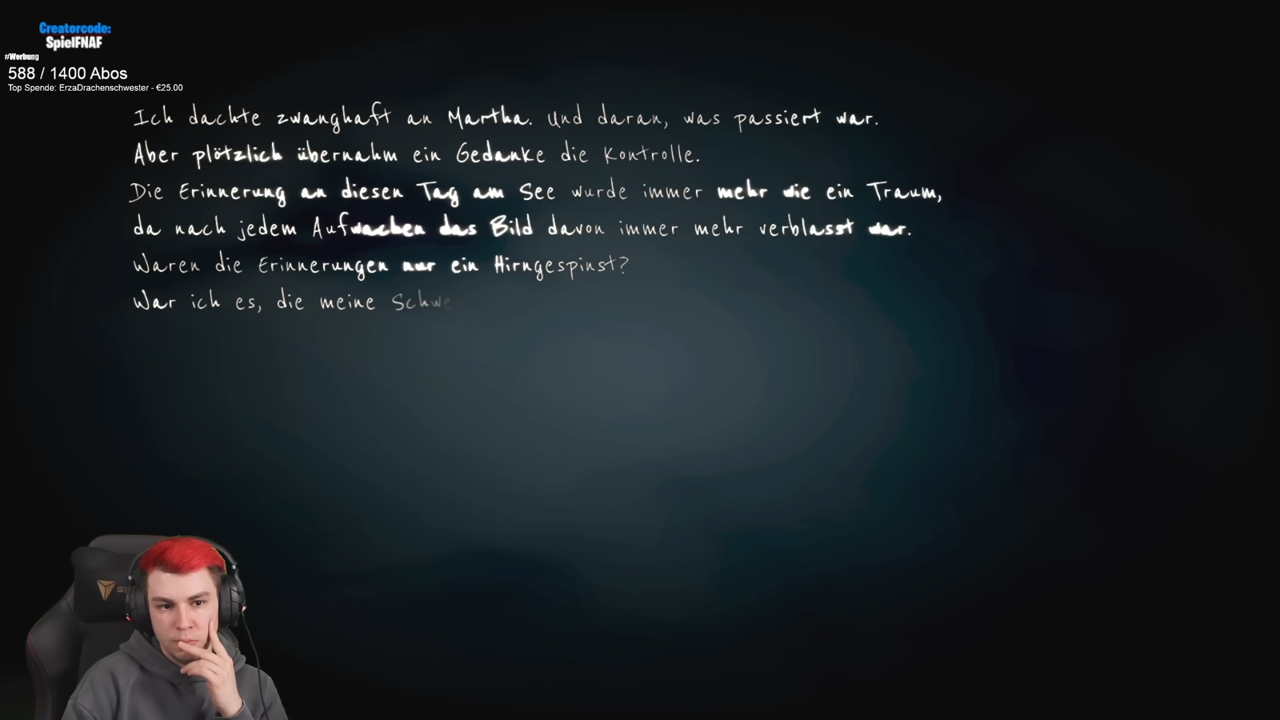 Creatorcode:
SpielFNAF
#Werbung
588 / 1400 Abos
Top Spende: ErzaDrachenschwester - €25.00
Ich dachte zwanghaft an Martha. Und daran, was passiert war.
Aber plötzlich übernahm ein Gedanke die Kontrolle.
Die Erinnerung an diesen Tag am See wurde immer mehr wie ein Traum,
da nach jedem Aufwachen das Bild davon immer mehr verblasst war.
Waren die Erinnerungen nur ein Hirngespinst?
War ich es, die meine Schwe